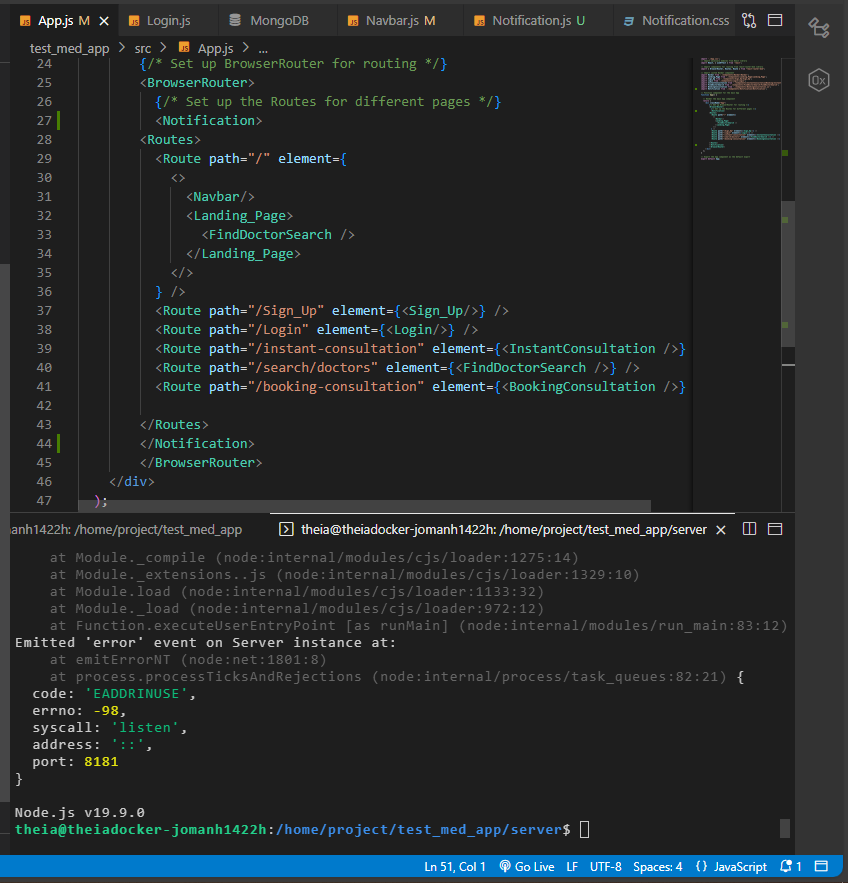 App.js M
Login.js
MongoDB
Navbar.js M
Notification.js U
Notification.css
test_med_app > src > App.js > ...
24 {/* Set up BrowserRouter for routing */}
25 <BrowserRouter>
26 {/* Set up the Routes for different pages */}
27 <Notification>
28 <Routes>
29 <Route path="/" element={
30 <>
31 <Navbar/>
32 <Landing_Page>
33 <FindDoctorSearch />
34 </Landing_Page>
35 </>
36 } />
37 <Route path="/Sign_Up" element={<Sign_Up/>} />
38 <Route path="/Login" element={<Login/>} />
39 <Route path="/instant-consultation" element={<InstantConsultation />}
40 <Route path="/search/doctors" element={<FindDoctorSearch />} />
41 <Route path="/booking-consultation" element={<BookingConsultation />}
42
43 </Routes>
44 </Notification>
45 </BrowserRouter>
46 </div>
47 );
anh1422h: /home/project/test_med_app
theia@theiadocker-jomanh1422h: /home/project/test_med_app/server
at Module._compile (node:internal/modules/cjs/loader:1275:14)
at Module._extensions..js (node:internal/modules/cjs/loader:1329:10)
at Module.load (node:internal/modules/cjs/loader:1133:32)
at Module._load (node:internal/modules/cjs/loader:972:12)
at Function.executeUserEntryPoint [as runMain] (node:internal/modules/run_main:83:12)
Emitted 'error' event on Server instance at:
at emitErrorNT (node:net:1801:8)
at process.processTicksAndRejections (node:internal/process/task_queues:82:21) {
code: 'EADDRINUSE',
errno: -98,
syscall: 'listen',
address: '::',
port: 8181
}
Node.js v19.9.0
theia@theiadocker-jomanh1422h:/home/project/test_med_app/server$
Ln 51, Col 1 Go Live LF UTF-8 Spaces: 4 {} JavaScript 1